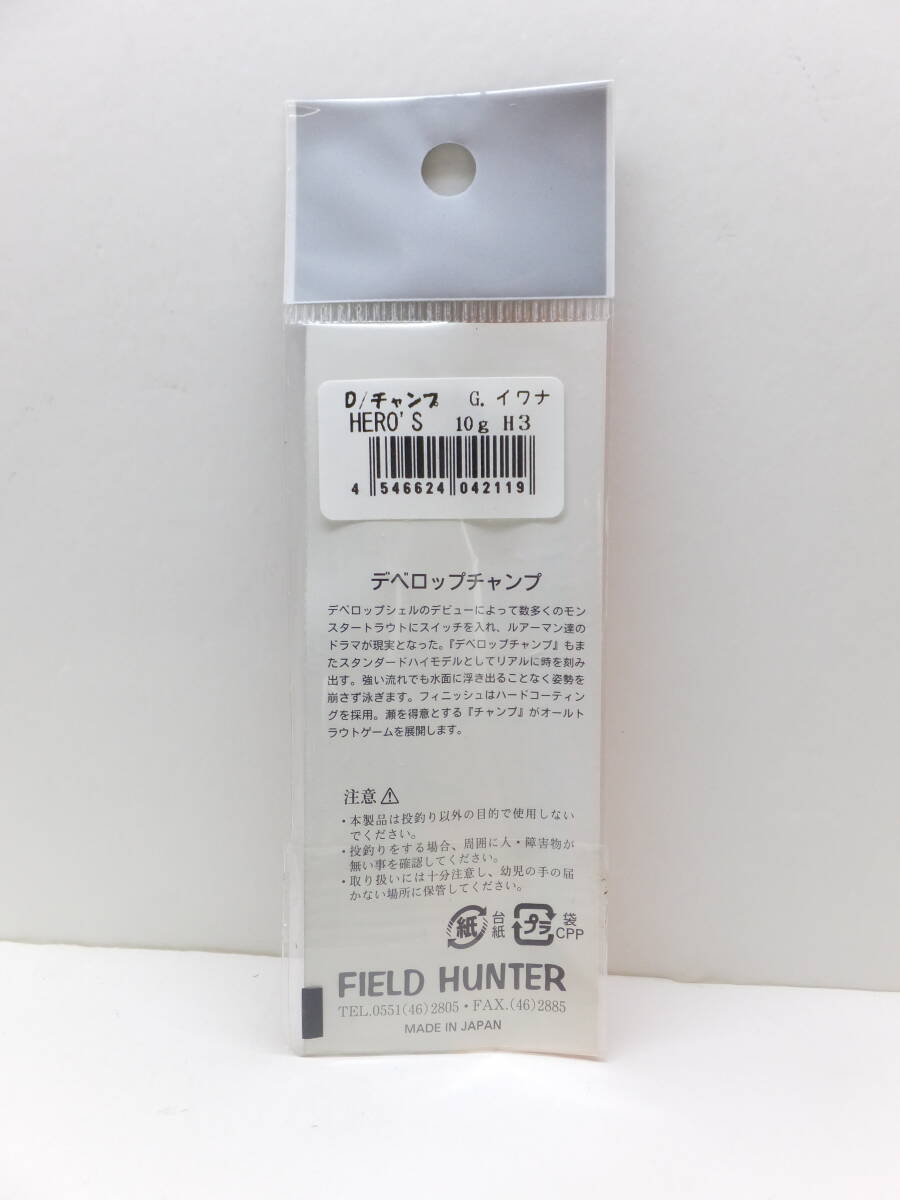 D/チャンプ G. イワナ
HERO'S 10g H3
4 546624 042119
デベロップチャンプ
デベロップシェルのデビューによって数多くのモン
スタートラウトにスイッチを入れ、ルアーマン達の
ドラマが現実となった。『デベロップチャンプ』もま
たスタンダードハイモデルとしてリアルに時を刻み
出す。強い流れでも水面に浮き出ることなく姿勢を
崩さず泳ぎます。フィニッシュはハードコーティン
グを採用。瀬を得意とする『チャンプ』がオールト
ラウトゲームを展開します。
注意⚠
・本製品は投釣り以外の目的で使用しない
でください。
・投釣りをする場合、周囲に人・障害物が
無い事を確認してください。
・取り扱いには十分注意し、幼児の手の届
かない場所に保管してください。
紙 台紙 プラ 袋 CPP
FIELD HUNTER
TEL.0551(46)2805・FAX.(46)2885
MADE IN JAPAN